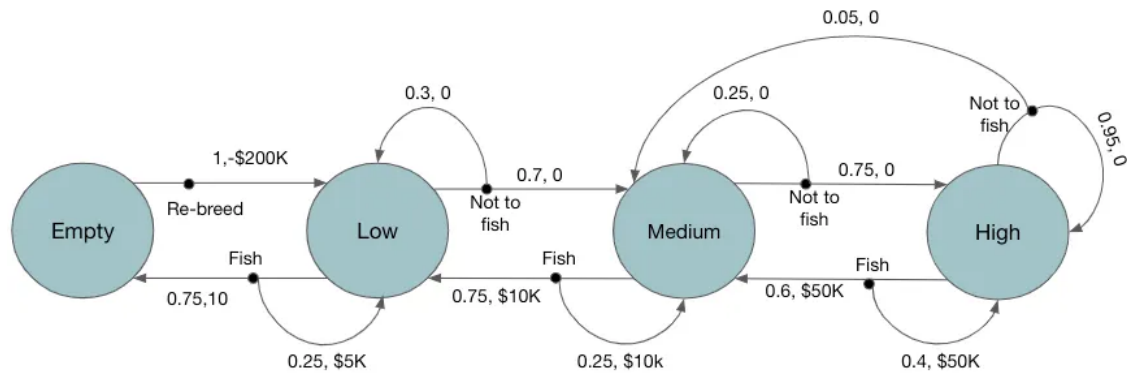 0.05, 0
0.3, 0
0.25, 0
Not to
fish
0.95, 0
1,-$200K
0.7, 0
0.75, 0
Re-breed
Not to
fish
Not to
fish
Empty
Low
Medium
High
Fish
Fish
Fish
0.75,10
0.75, $10K
0.6, $50K
0.25, $5K
0.25, $10k
0.4, $50K